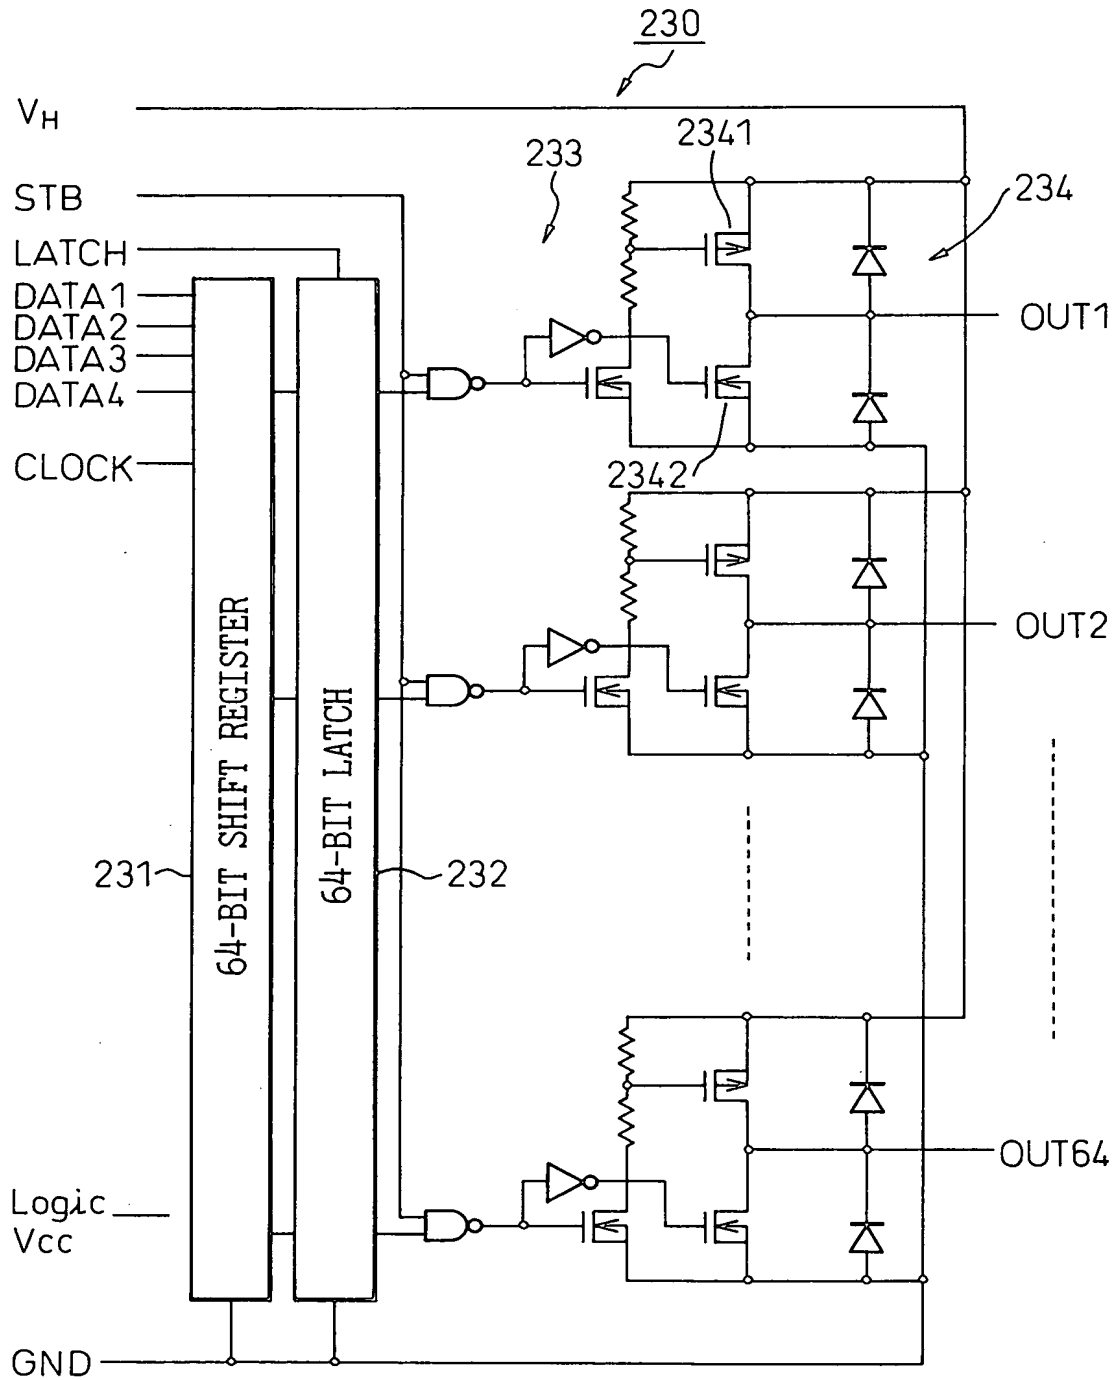 230
VH
2341
233
STB
234
LATCH
DATA1
DATA2
DATA3
DATA4
OUT1
CLOCK
2342
OUT2
64-BIT SHIFT REGISTER
64-BIT LATCH
231
232
OUT64
Logic
Vcc
GND